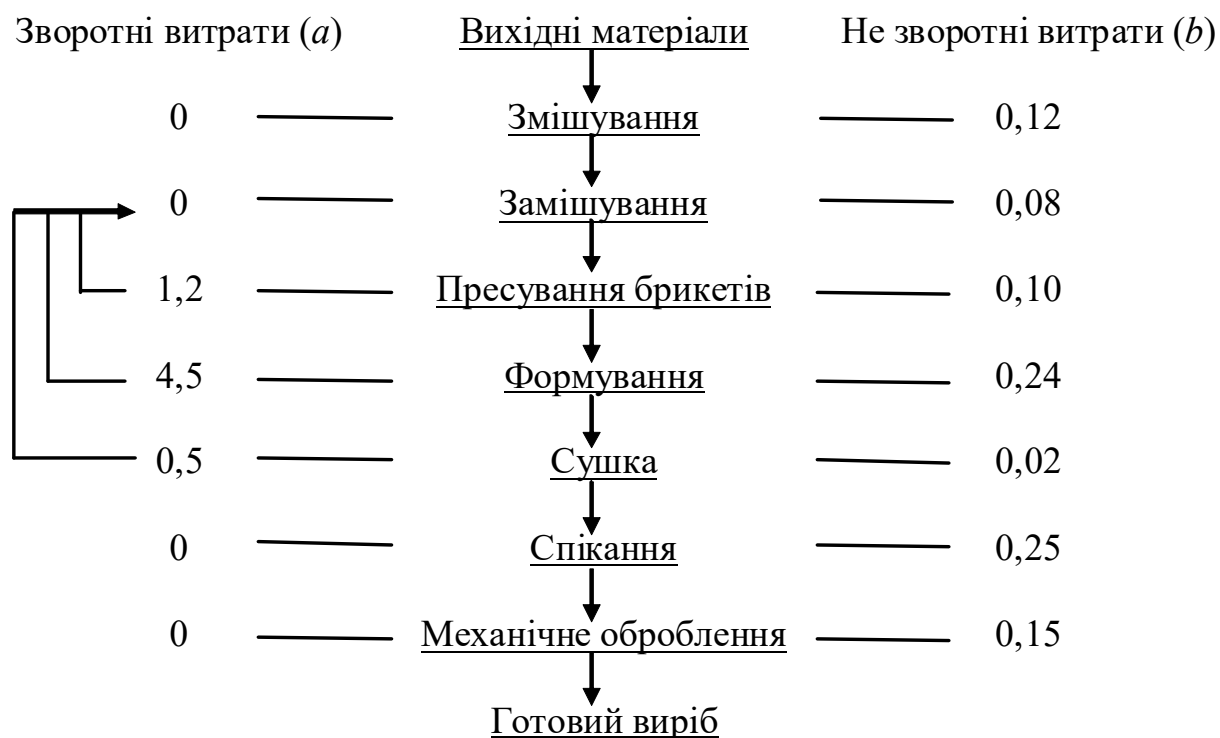 Зворотні витрати (a) Вихідні матеріали Не зворотні витрати (b)
0 Змішування 0,12
0 Замішування 0,08
1,2 Пресування брикетів 0,10
4,5 Формування 0,24
0,5 Сушка 0,02
0 Спікання 0,25
0 Механічне оброблення 0,15
Готовий виріб